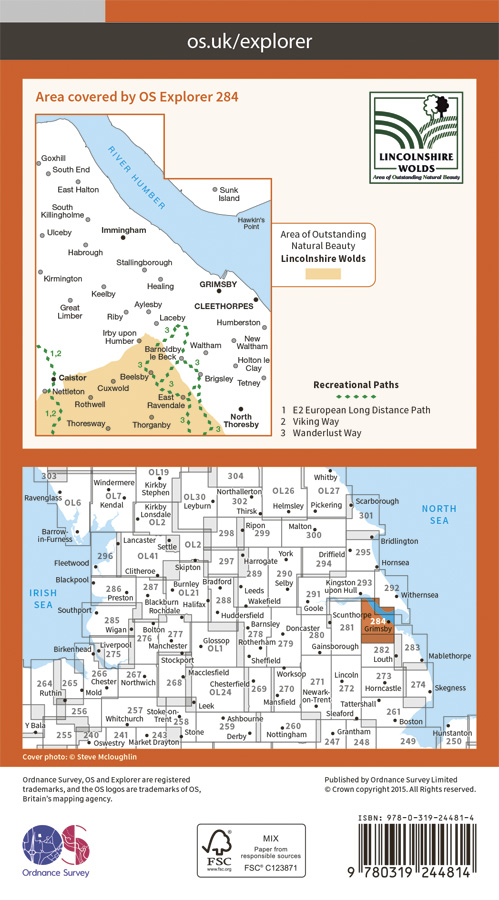 os.uk/explorer
Area covered by OS Explorer 284
LINCOLNSHIRE
WOLDS
Area of Outstanding Natural Beauty
Goxhill
South End
East Halton
RIVER HUMBER
Sunk
Island
South
Killingholme
Hawkin's
Point
Ulceby
Immingham
Habrough
Stallingborough
Kirmington
Healing
GRIMSBY
Keelby
CLEETHORPES
Great
Limber
Aylesby
Riby
Laceby
Humberston
Irby upon
Humber
Barnoldby
le Beck
Waltham
New
Waltham
Holton le
Clay
1,2
Caistor
Beelsby
Brigsley
Tetney
Nettleton
Cuxwold
Rothwell
East
Ravendale
North
Thoresby
1,2
Thoresway
Thorganby
3
3
3
3
Area of Outstanding
Natural Beauty
Lincolnshire Wolds
Recreational Paths
1 E2 European Long Distance Path
2 Viking Way
3 Wanderlust Way
303
OL19
304
Whitby
Windermere
Kirkby
Stephen
Northallerton
OL26
OL27
Ravenglass
OL6
OL7
Kendal
OL30
Leyburn
302
Thirsk
Helmsley
Pickering
Scarborough
NORTH
SEA
Kirkby
Lonsdale
OL2
301
Barrow-
in-Furness
Lancaster
Settle
OL2
298
Ripon
299
Malton
300
Bridlington
296
OL41
297
Harrogate
York
Driffield
294
295
Fleetwood
Clitheroe
Skipton
289
290
Hornsea
Blackpool
286
Preston
287
Burnley
OL21
Bradford
288
Leeds
Selby
291
Kingston
upon Hull
293
292
Withernsea
IRISH
SEA
Blackburn
Rochdale
Halifax
Wakefield
Goole
Southport
285
Huddersfield
Scunthorpe
281
284
Grimsby
Wigan
Bolton
276
277
Manchester
Barnsley
278
Doncaster
280
Birkenhead
Liverpool
275
Glossop
OL1
Rotherham
279
Gainsborough
282
Louth
283
Mablethorpe
Stockport
Sheffield
264
Ruthin
265
Mold
266
Chester
267
Northwich
268
Macclesfield
OL24
Chesterfield
269
Worksop
270
Mansfield
271
Newark-
on-Trent
Lincoln
272
273
Horncastle
274
Skegness
Leek
Tattershall
256
257
Whitchurch
Stoke-on-
Trent
258
Ashbourne
259
Derby
260
Nottingham
Sleaford
261
Boston
Y Bala
255
240
Oswestry
241
Market Drayton
243
Stone
Grantham
247
248
249
Hunstanton
250
Cover photo: © Steve Mcloughlin
Ordnance Survey, OS and Explorer are registered
trademarks, and the OS logos are trademarks of OS,
Britain's mapping agency.
Published by Ordnance Survey Limited
© Crown copyright 2015. All Rights reserved.
OS
Ordnance Survey
FSC
www.fsc.org
MIX
Paper from
responsible sources
FSC® C123871
ISBN: 978-0-319-24481-4
9 780319 244814